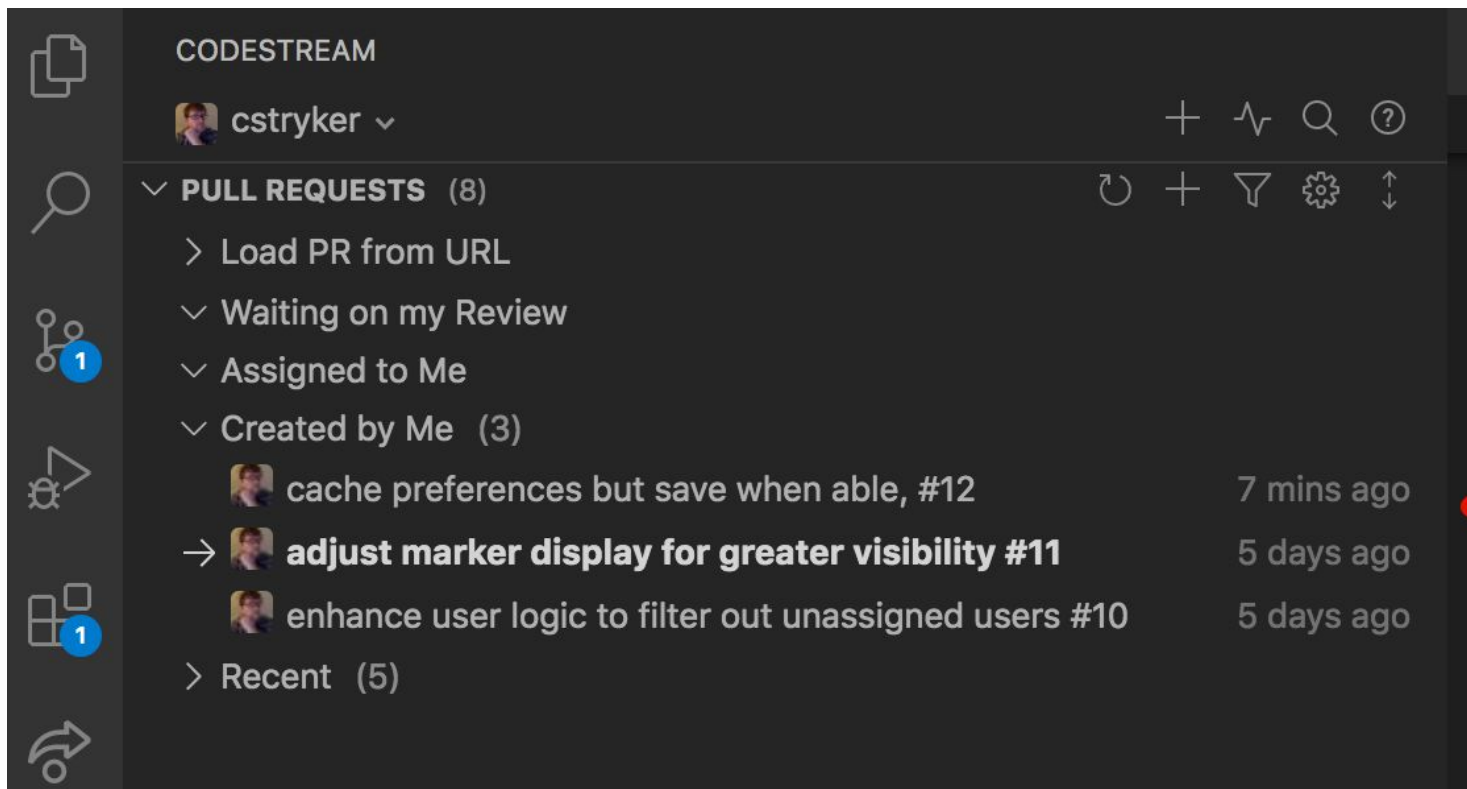 CODESTREAM
cstryker
PULL REQUESTS (8)
Load PR from URL
Waiting on my Review
Assigned to Me
Created by Me (3)
cache preferences but save when able, #12 7 mins ago
adjust marker display for greater visibility #11 5 days ago
enhance user logic to filter out unassigned users #10 5 days ago
Recent (5)
1
1